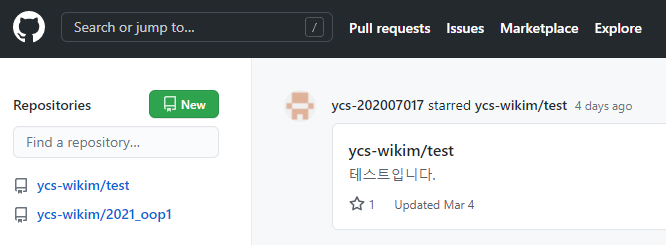 Search or jump to... /
Pull requests Issues Marketplace Explore
Repositories
New
Find a repository...
ycs-wikim/test
ycs-wikim/2021_oop1
ycs-202007017 starred ycs-wikim/test 4 days ago
ycs-wikim/test
테스트입니다.
1 Updated Mar 4